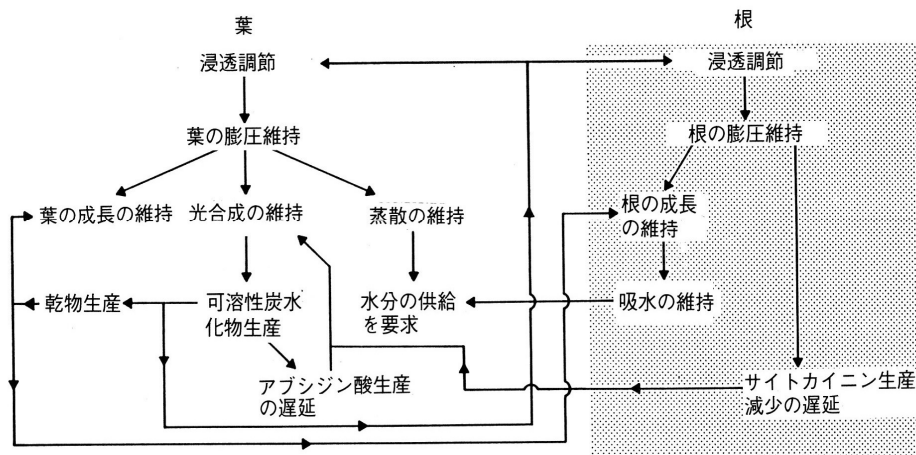 葉
根
浸透調節
浸透調節
葉の膨圧維持
根の膨圧維持
葉の成長の維持
光合成の維持
蒸散の維持
根の成長
の維持
乾物生産
可溶性炭水
化物生産
水分の供給
を要求
吸水の維持
アブシジン酸生産
の遅延
サイトカイニン生産
減少の遅延